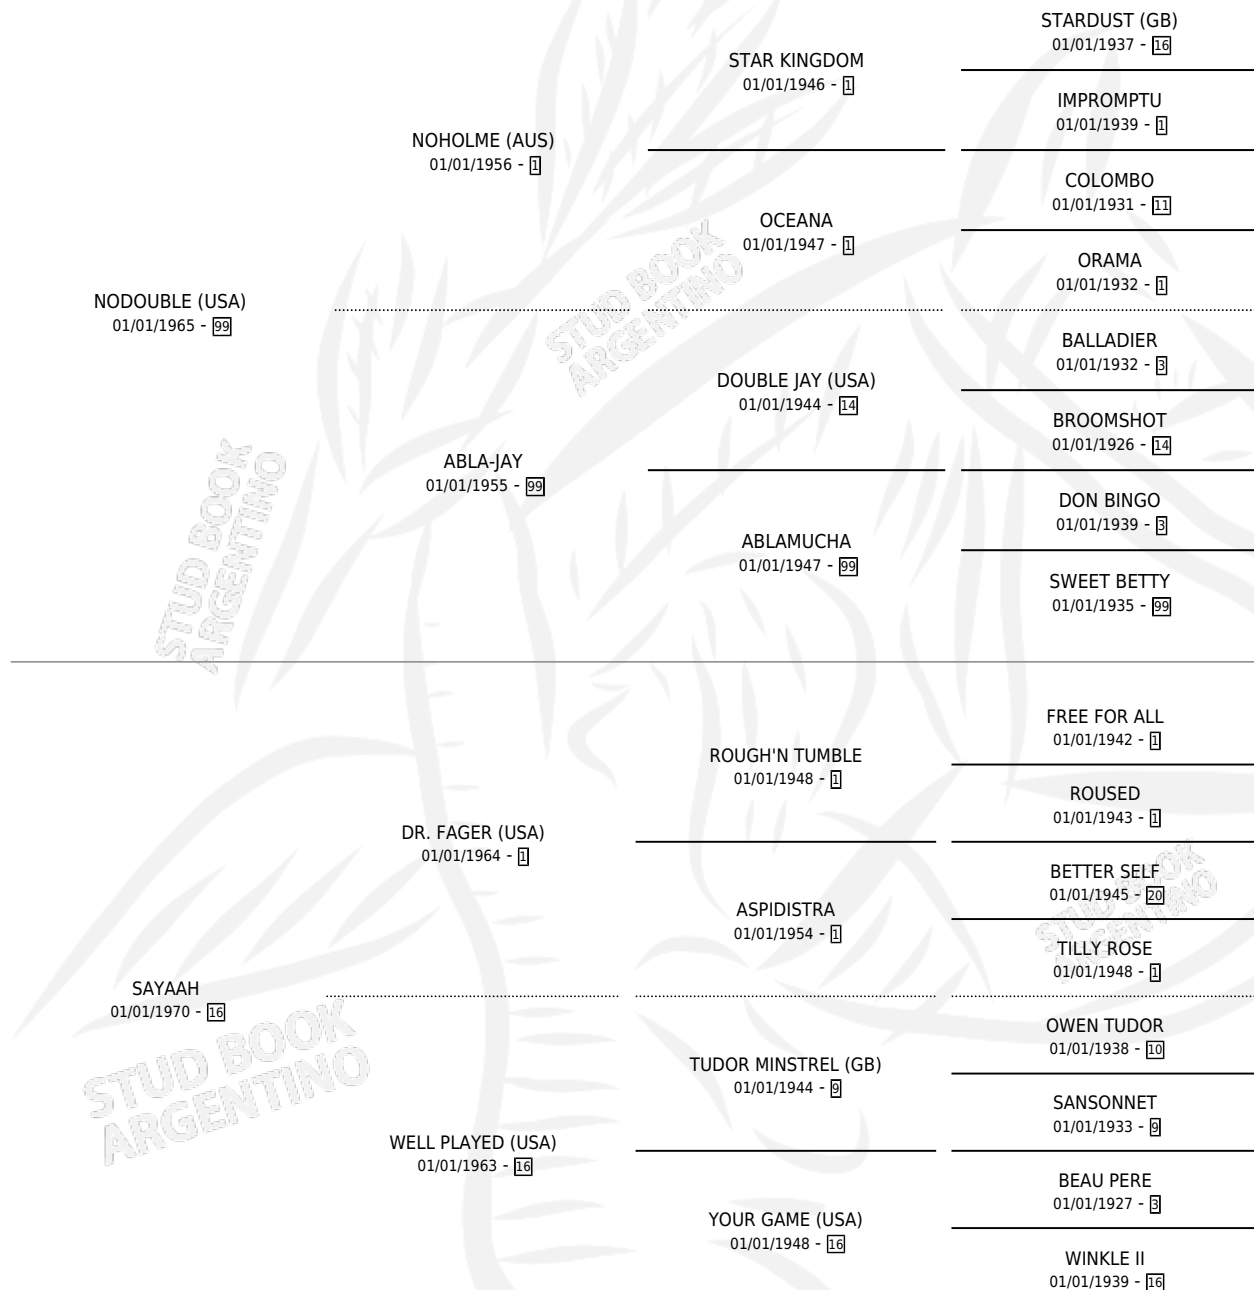 NODOUBLE (USA)
01/01/1965 - 99
NOHOLME (AUS)
01/01/1956 - 1
STAR KINGDOM
01/01/1946 - 1
STARDUST (GB)
01/01/1937 - 16
IMPROMPTU
01/01/1939 - 1
OCEANA
01/01/1947 - 1
COLOMBO
01/01/1931 - 11
ORAMA
01/01/1932 - 1
ABLA-JAY
01/01/1955 - 99
DOUBLE JAY (USA)
01/01/1944 - 14
BALLADIER
01/01/1932 - 3
BROOMSHOT
01/01/1926 - 14
ABLAMUCHA
01/01/1947 - 99
DON BINGO
01/01/1939 - 3
SWEET BETTY
01/01/1935 - 99
SAYAAH
01/01/1970 - 16
DR. FAGER (USA)
01/01/1964 - 1
ROUGH'N TUMBLE
01/01/1948 - 1
FREE FOR ALL
01/01/1942 - 1
ROUSED
01/01/1943 - 1
ASPIDISTRA
01/01/1954 - 1
BETTER SELF
01/01/1945 - 20
TILLY ROSE
01/01/1948 - 1
WELL PLAYED (USA)
01/01/1963 - 16
TUDOR MINSTREL (GB)
01/01/1944 - 9
OWEN TUDOR
01/01/1938 - 10
SANSONNET
01/01/1933 - 9
YOUR GAME (USA)
01/01/1948 - 16
BEAU PERE
01/01/1927 - 3
WINKLE II
01/01/1939 - 16
STUD BOOK
ARGENTINO
STUD BOOK
ARGENTINO
STUD BOOK
ARGENTINO
STUD BOOK
ARGENTINO